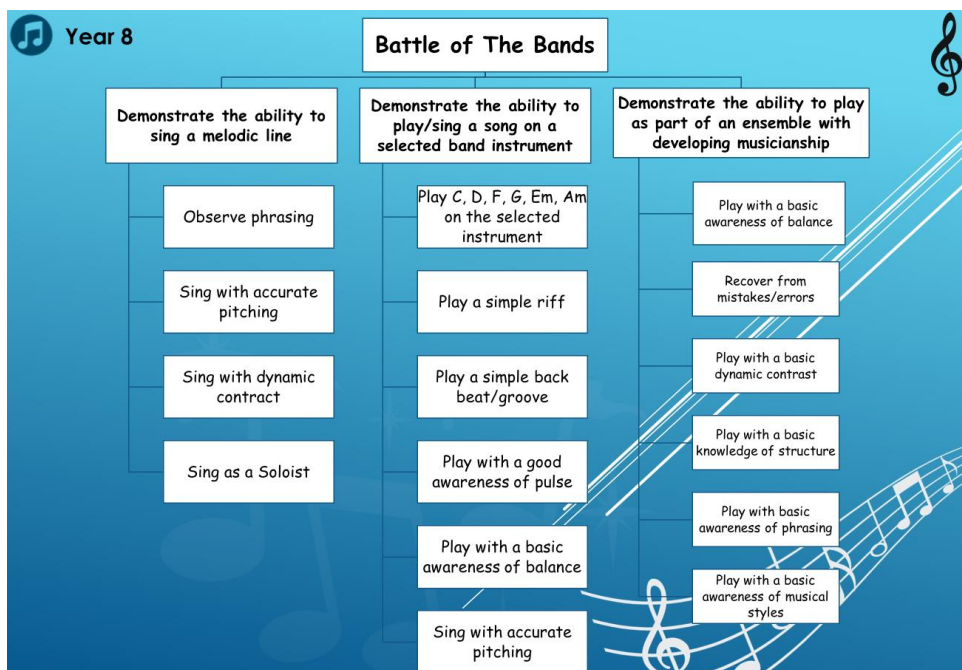 Year 8
Battle of The Bands
Demonstrate the ability to
sing a melodic line
Observe phrasing
Sing with accurate
pitching
Sing with dynamic
contract
Sing as a Soloist
Demonstrate the ability to
play/sing a song on a
selected band instrument
Play C, D, F, G, Em, Am
on the selected
instrument
Play a simple riff
Play a simple back
beat/groove
Play with a good
awareness of pulse
Play with a basic
awareness of balance
Sing with accurate
pitching
Demonstrate the ability to play
as part of an ensemble with
developing musicianship
Play with a basic
awareness of balance
Recover from
mistakes/errors
Play with a basic
dynamic contrast
Play with a basic
knowledge of structure
Play with basic
awareness of phrasing
Play with a basic
awareness of musical
styles